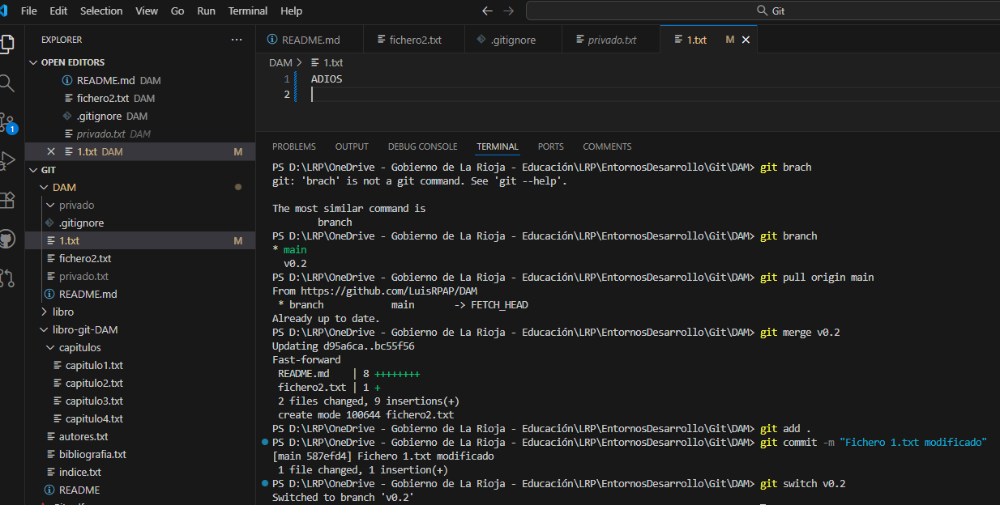 File Edit Selection View Go Run Terminal Help
Git
EXPLORER
OPEN EDITORS
README.md DAM
fichero2.txt DAM
.gitignore DAM
privado.txt DAM
1.txt DAM M
GIT
DAM
privado
.gitignore
1.txt M
fichero2.txt
privado.txt
README.md
libro
libro-git-DAM
capitulos
capitulo1.txt
capitulo2.txt
capitulo3.txt
capitulo4.txt
autores.txt
bibliografia.txt
indice.txt
README
1
README.md fichero2.txt .gitignore privado.txt 1.txt M
DAM > 1.txt
1 ADIOS
2
PROBLEMS OUTPUT DEBUG CONSOLE TERMINAL PORTS COMMENTS
PS D:\LRP\OneDrive - Gobierno de La Rioja - Educación\LRP\EntornosDesarrollo\Git\DAM> git brach
git: 'brach' is not a git command. See 'git --help'.
The most similar command is
branch
PS D:\LRP\OneDrive - Gobierno de La Rioja - Educación\LRP\EntornosDesarrollo\Git\DAM> git branch
* main
v0.2
PS D:\LRP\OneDrive - Gobierno de La Rioja - Educación\LRP\EntornosDesarrollo\Git\DAM> git pull origin main
From https://github.com/LuisRPAP/DAM
* branch main -> FETCH_HEAD
Already up to date.
PS D:\LRP\OneDrive - Gobierno de La Rioja - Educación\LRP\EntornosDesarrollo\Git\DAM> git merge v0.2
Updating d95a6ca..bc55f56
Fast-forward
README.md | 8 ++++++++
fichero2.txt | 1 +
2 files changed, 9 insertions(+)
create mode 100644 fichero2.txt
PS D:\LRP\OneDrive - Gobierno de La Rioja - Educación\LRP\EntornosDesarrollo\Git\DAM> git add .
PS D:\LRP\OneDrive - Gobierno de La Rioja - Educación\LRP\EntornosDesarrollo\Git\DAM> git commit -m "Fichero 1.txt modificado"
[main 587efd4] Fichero 1.txt modificado
1 file changed, 1 insertion(+)
PS D:\LRP\OneDrive - Gobierno de La Rioja - Educación\LRP\EntornosDesarrollo\Git\DAM> git switch v0.2
Switched to branch 'v0.2'